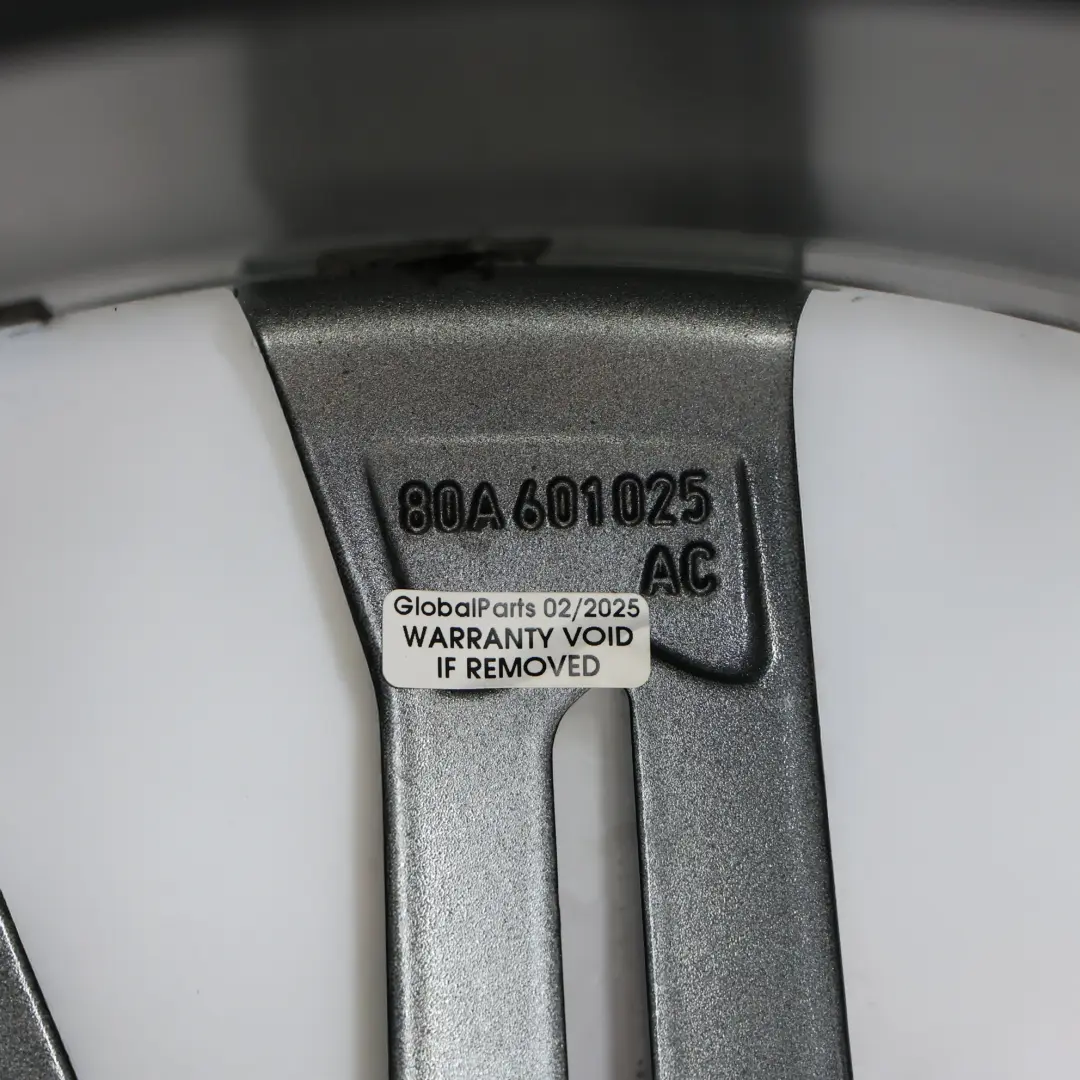 80A601025
AC
GlobalParts 02/2025
WARRANTY VOID
IF REMOVED